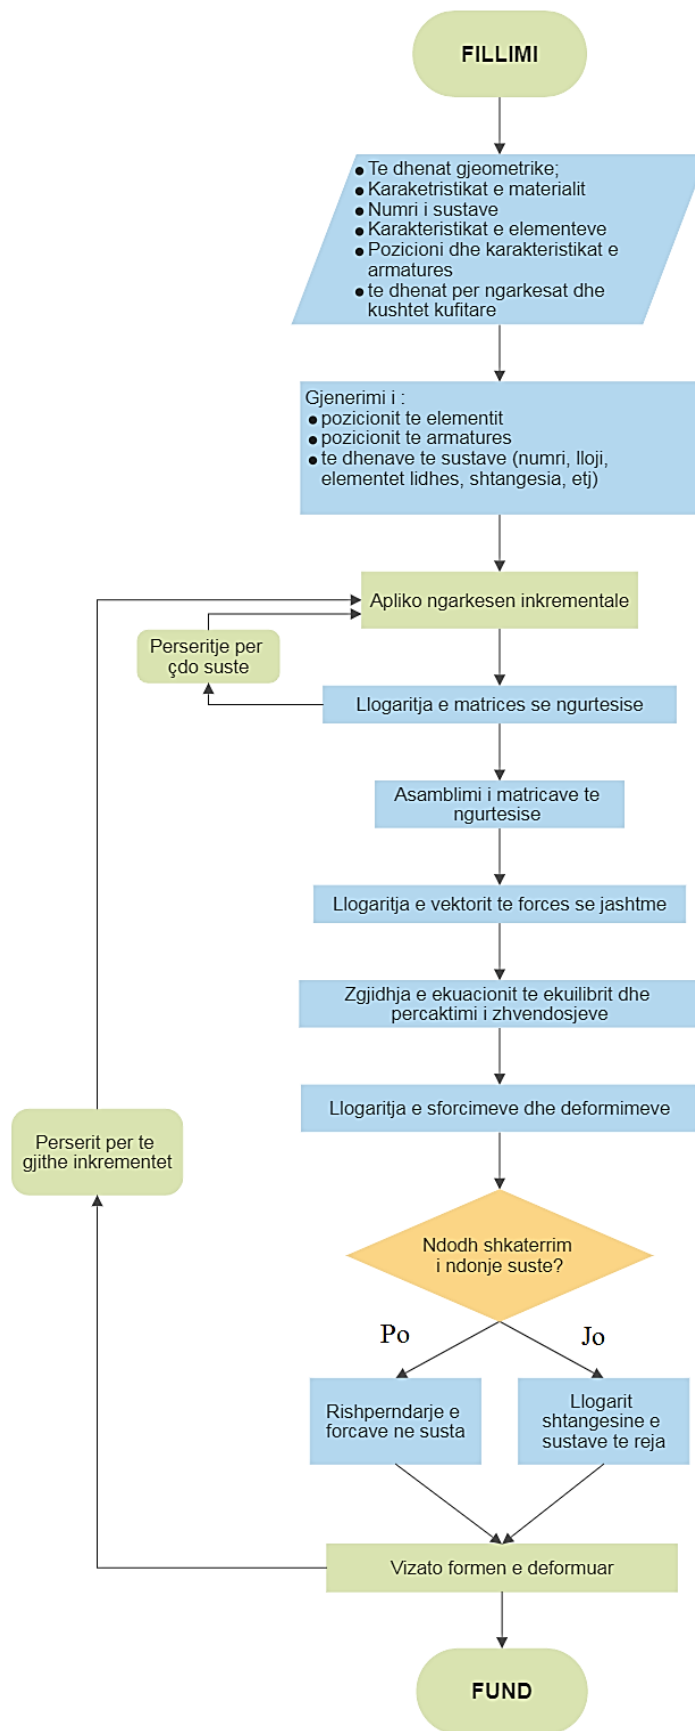 FILLIMI
● Te dhenat gjeometrike;
● Karaketristikat e materialit
● Numri i sustave
● Karakteristikat e elementeve
● Pozicioni dhe karakteristikat e
armatures
● te dhenat per ngarkesat dhe
kushtet kufitare
Gjenerimi i :
● pozicionit te elementit
● pozicionit te armatures
● te dhenave te sustave (numri, lloji,
elementet lidhes, shtangesia, etj)
Apliko ngarkesen inkrementale
Perseritje per
çdo suste
Llogaritja e matrices se ngurtesise
Asamblimi i matricave te
ngurtesise
Llogaritja e vektorit te forces se jashtme
Zgjidhja e ekuacionit te ekuilibrit dhe
percaktimi i zhvendosjeve
Llogaritja e sforcimeve dhe deformimeve
Perserit per te
gjithe inkrementet
Ndodh shkaterrim
i ndonje suste?
Po
Jo
Rishperndarje e
forcave ne susta
Llogarit
shtangesine e
sustave te reja
Vizato formen e deformuar
FUND